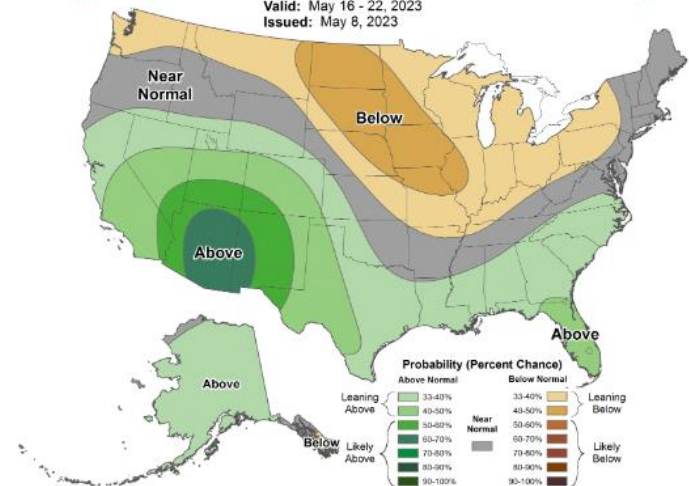 Valid: May 16 - 22, 2023
Issued: May 8, 2023
Near
Normal
Below
Above
Above
Above
Below
Probability (Percent Chance)
Above Normal
Below Normal
Leaning
Above
33-40%
40-50%
50-60%
60-70%
70-80%
80-90%
90-100%
Likely
Above
Near
Normal
33-40%
40-50%
50-60%
60-70%
70-80%
80-90%
90-100%
Leaning
Below
Likely
Below